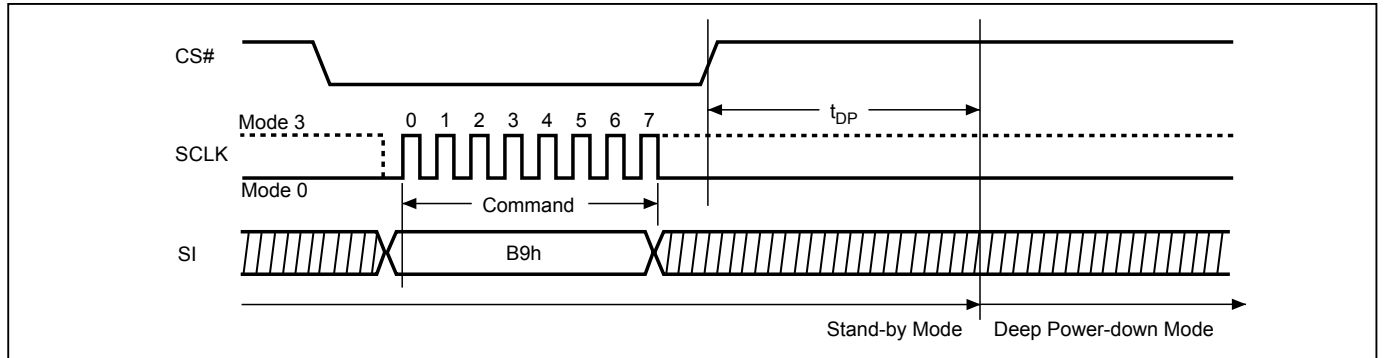 CS#
tDP
Mode 3
0 1 2 3 4 5 6 7
SCLK
Mode 0
Command
SI
B9h
Stand-by Mode
Deep Power-down Mode